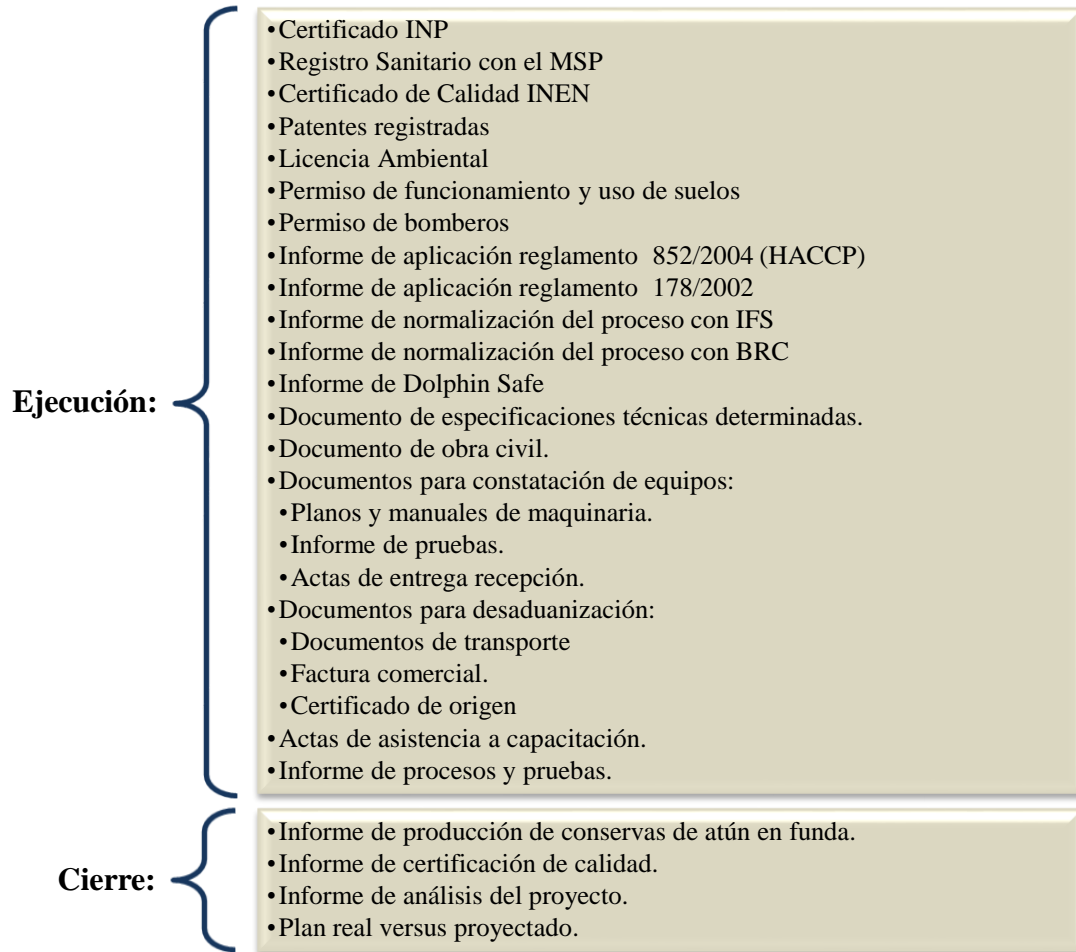 Ejecución:
•Certificado INP
•Registro Sanitario con el MSP
•Certificado de Calidad INEN
•Patentes registradas
•Licencia Ambiental
•Permiso de funcionamiento y uso de suelos
•Permiso de bomberos
•Informe de aplicación reglamento 852/2004 (HACCP)
•Informe de aplicación reglamento 178/2002
•Informe de normalización del proceso con IFS
•Informe de normalización del proceso con BRC
•Informe de Dolphin Safe
•Documento de especificaciones técnicas determinadas.
•Documento de obra civil.
•Documentos para constatación de equipos:
•Planos y manuales de maquinaria.
•Informe de pruebas.
•Actas de entrega recepción.
•Documentos para desaduanización:
•Documentos de transporte
•Factura comercial.
•Certificado de origen
•Actas de asistencia a capacitación.
•Informe de procesos y pruebas.
Cierre:
•Informe de producción de conservas de atún en funda.
•Informe de certificación de calidad.
•Informe de análisis del proyecto.
•Plan real versus proyectado.